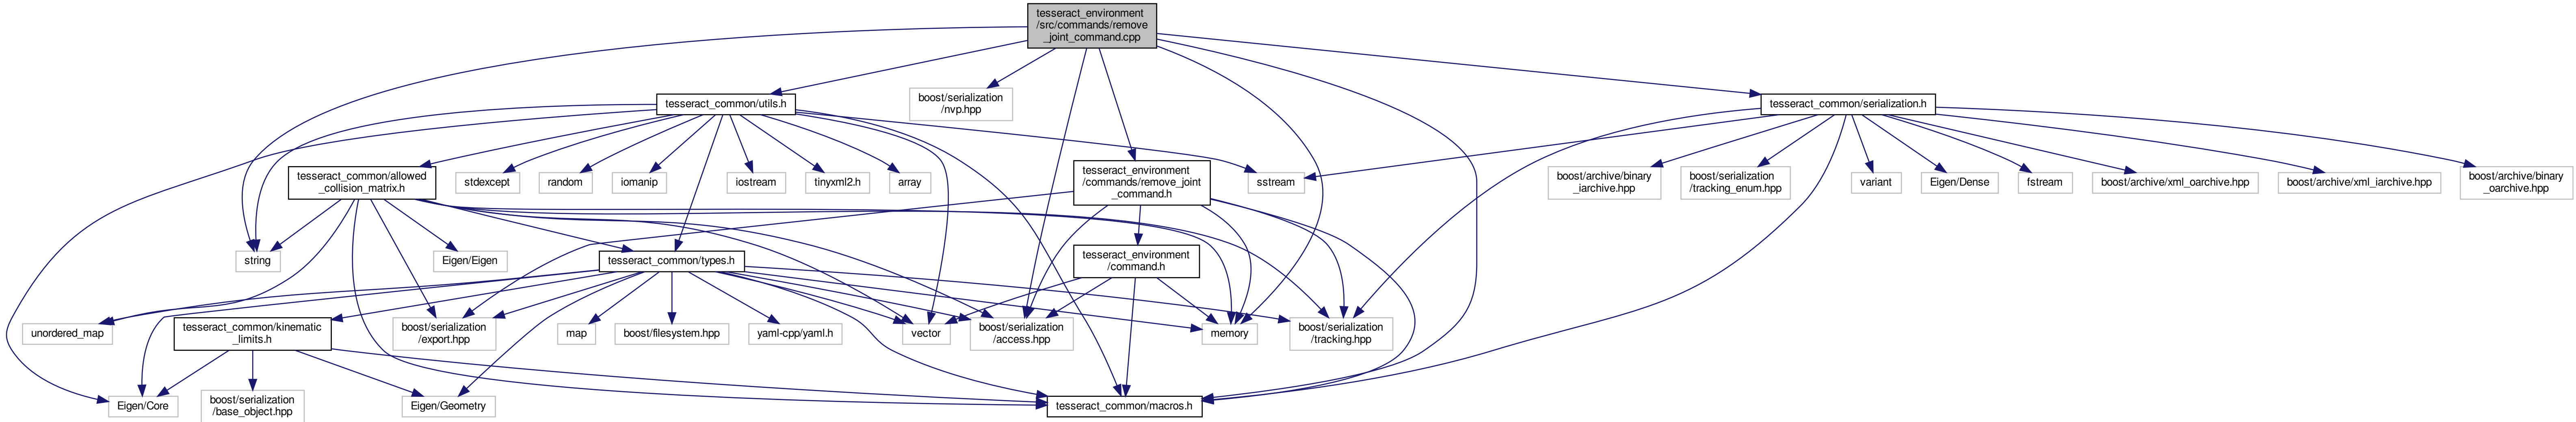 tesseract_environment
/src/commands/remove
_joint_command.cpp
tesseract_common/utils.h
boost/serialization
/nvp.hpp
tesseract_common/serialization.h
tesseract_common/allowed
_collision_matrix.h
stdexcept
random
iomanip
iostream
tinyxml2.h
array
tesseract_environment
/commands/remove_joint
_command.h
sstream
boost/archive/binary
_iarchive.hpp
boost/serialization
/tracking_enum.hpp
variant
Eigen/Dense
fstream
boost/archive/xml_oarchive.hpp
boost/archive/xml_iarchive.hpp
boost/archive/binary
_oarchive.hpp
string
Eigen/Eigen
tesseract_common/types.h
tesseract_environment
/command.h
unordered_map
tesseract_common/kinematic
_limits.h
boost/serialization
/export.hpp
map
boost/filesystem.hpp
yaml-cpp/yaml.h
vector
boost/serialization
/access.hpp
memory
boost/serialization
/tracking.hpp
Eigen/Core
boost/serialization
/base_object.hpp
Eigen/Geometry
tesseract_common/macros.h